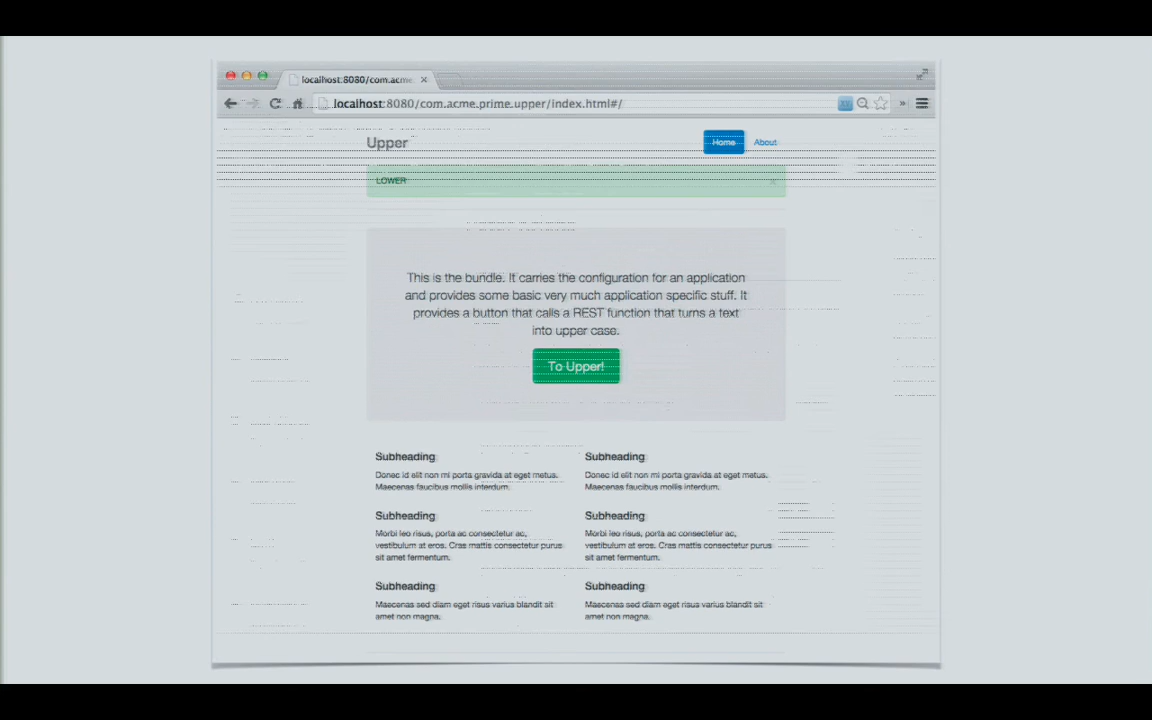 localhost:8080/com.acme
localhost:8080/com.acme.prime.upper/index.html#/
Upper
Home
About
LOWER
This is the bundle. It carries the configuration for an application
and provides some basic very much application specific stuff. It
provides a button that calls a REST function that turns a text
into upper case.
To Upper!
Subheading
Donec id elit non mi porta gravida at eget metus.
Maecenas faucibus mollis interdum.
Subheading
Morbi leo risus, porta ac consectetur ac,
vestibulum at eros. Cras mattis consectetur purus
sit amet fermentum.
Subheading
Maecenas sed diam eget risus varius blandit sit
amet non magna.
Subheading
Donec id elit non mi porta gravida at eget metus.
Maecenas faucibus mollis interdum.
Subheading
Morbi leo risus, porta ac consectetur ac,
vestibulum at eros. Cras mattis consectetur purus
sit amet fermentum.
Subheading
Maecenas sed diam eget risus varius blandit sit
amet non magna.